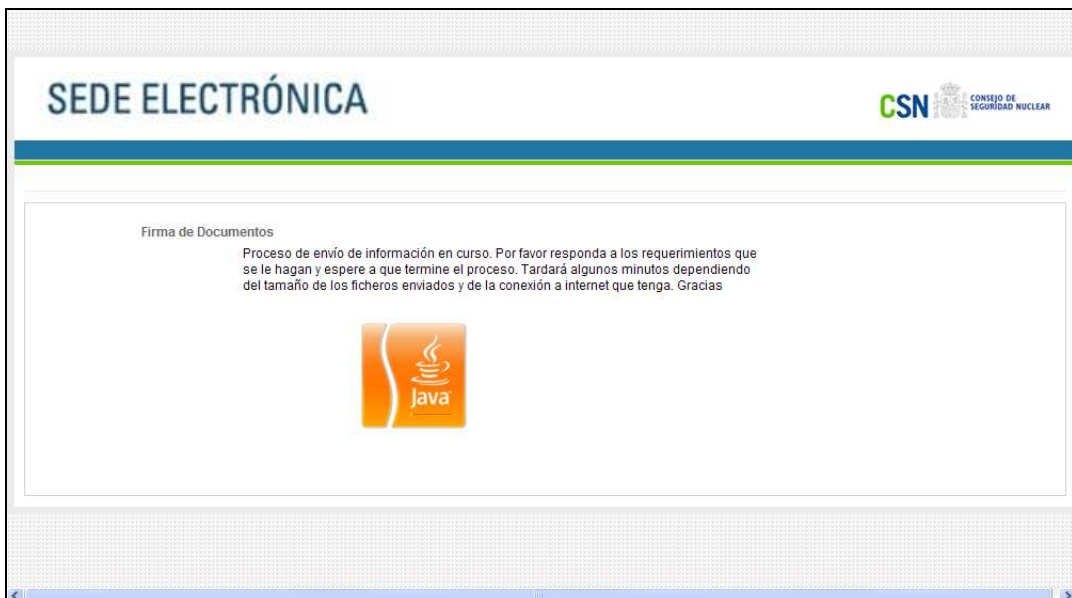 SEDE ELECTRÓNICA
CSN
CONSEJO DE
SEGURIDAD NUCLEAR
Firma de Documentos
Proceso de envío de información en curso. Por favor responda a los requerimientos que
se le hagan y espere a que termine el proceso. Tardará algunos minutos dependiendo
del tamaño de los ficheros enviados y de la conexión a internet que tenga. Gracias
Java